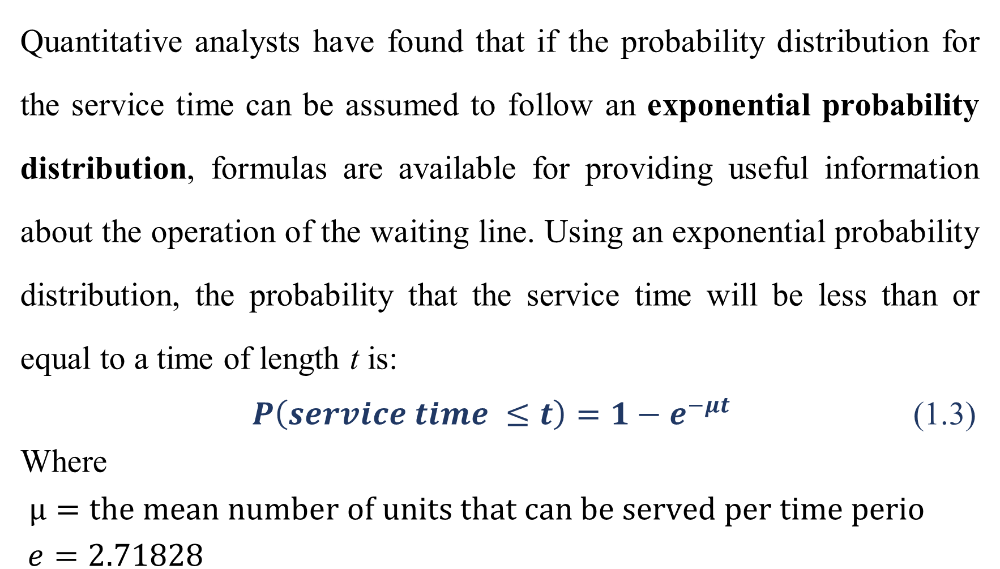 Quantitative analysts have found that if the probability distribution for
the service time can be assumed to follow an exponential probability
distribution, formulas are available for providing useful information
about the operation of the waiting line. Using an exponential probability
distribution, the probability that the service time will be less than or
equal to a time of length t is:
P(service time ≤ t) = 1 − e^{−μt} (1.3)
Where
μ = the mean number of units that can be served per time perio
e = 2.71828